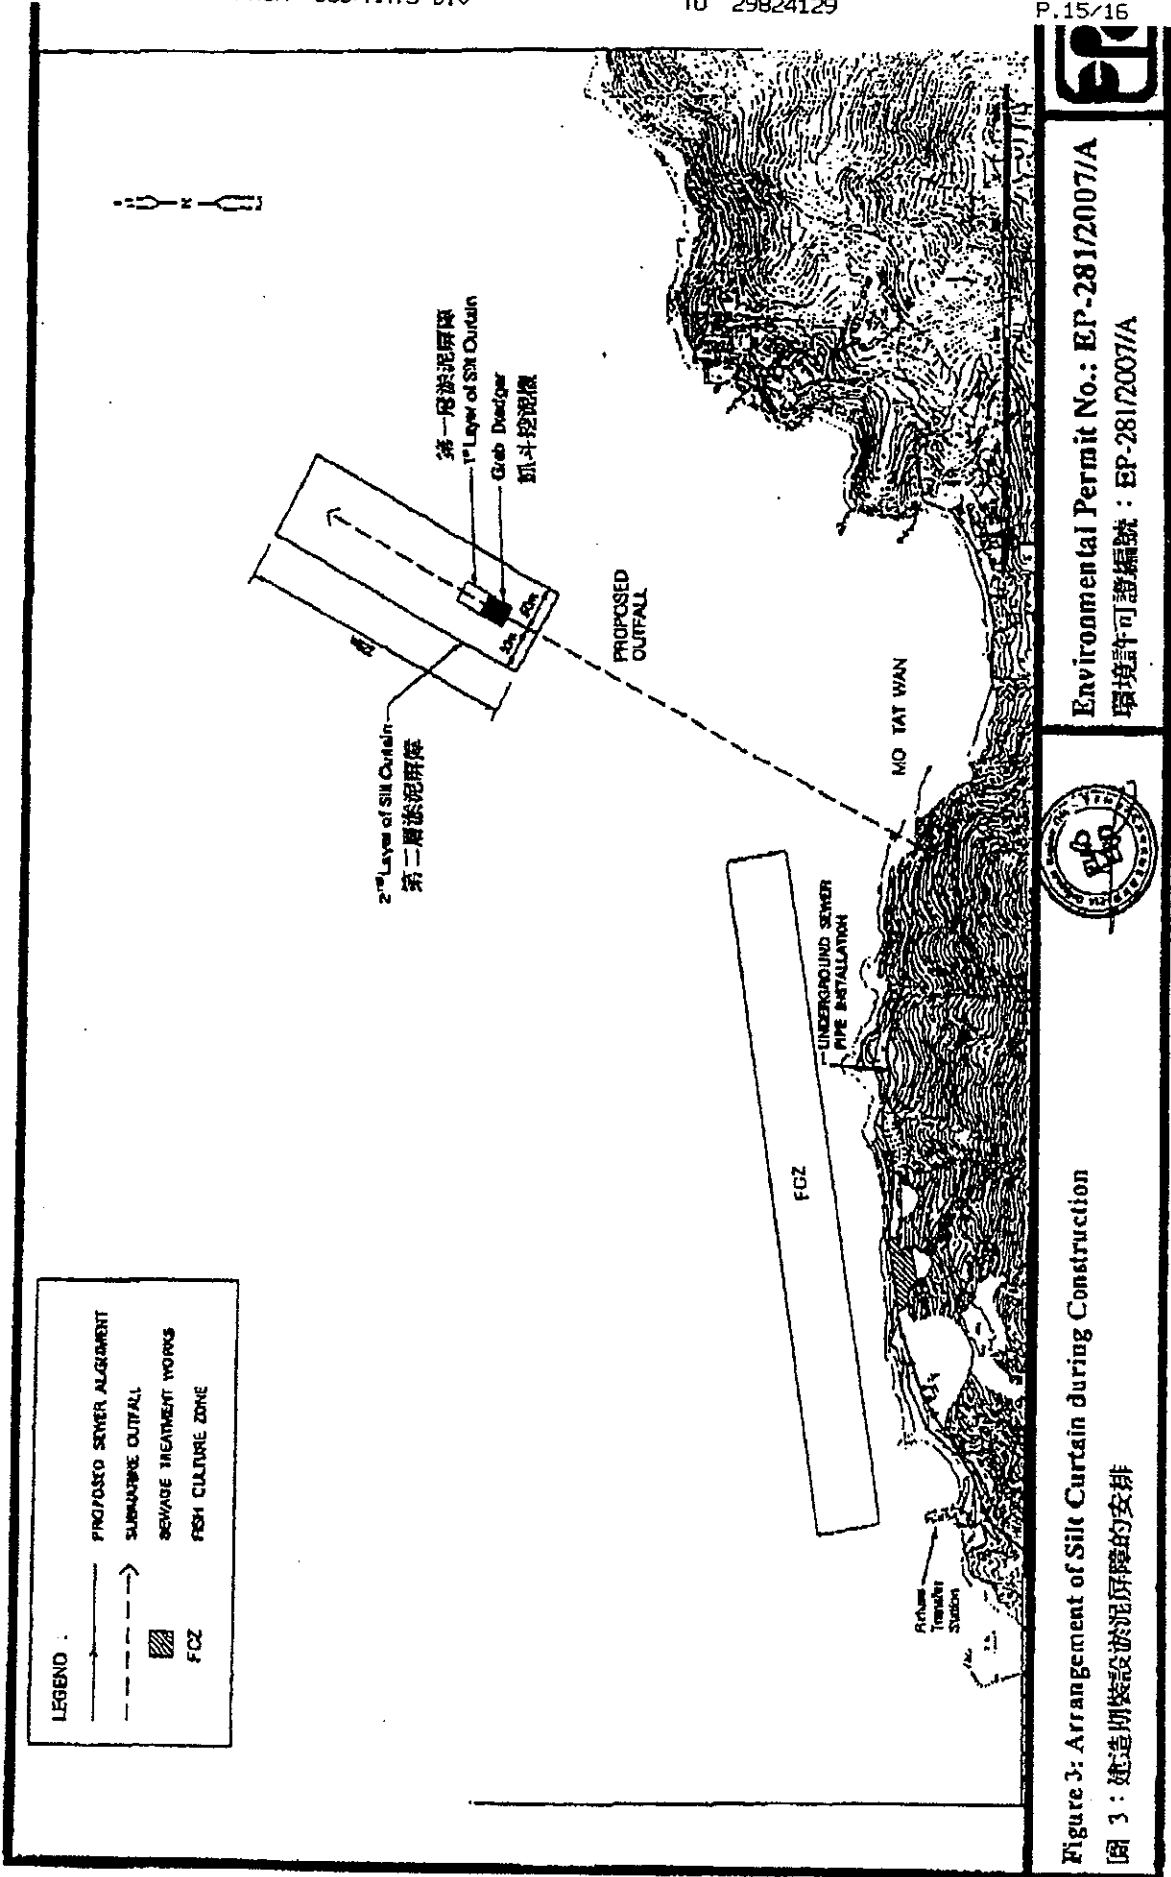 TO 29824129
P.15/16
LEGEND :
PROPOSED SEWER ALIGNMENT
SUBMARINE OUTFALL
SEWAGE TREATMENT WORKS
FCZ FISH CULTURE ZONE
N
第一層淤泥屏障
1st Layer of Silt Curtain
Grab Dredger
抓斗挖泥機
2nd Layer of Silt Curtain
第二層淤泥屏障
50m
PROPOSED
OUTFALL
MO TAT WAN
FCZ
UNDERGROUND SEWER
PIPE INSTALLATION
Refuse
Transfer
Station
Figure 3: Arrangement of Silt Curtain during Construction
圖 3：建造期裝設淤泥屏障的安排
Environmental Permit No.: EP-281/2007/A
環境許可證編號：EP-281/2007/A